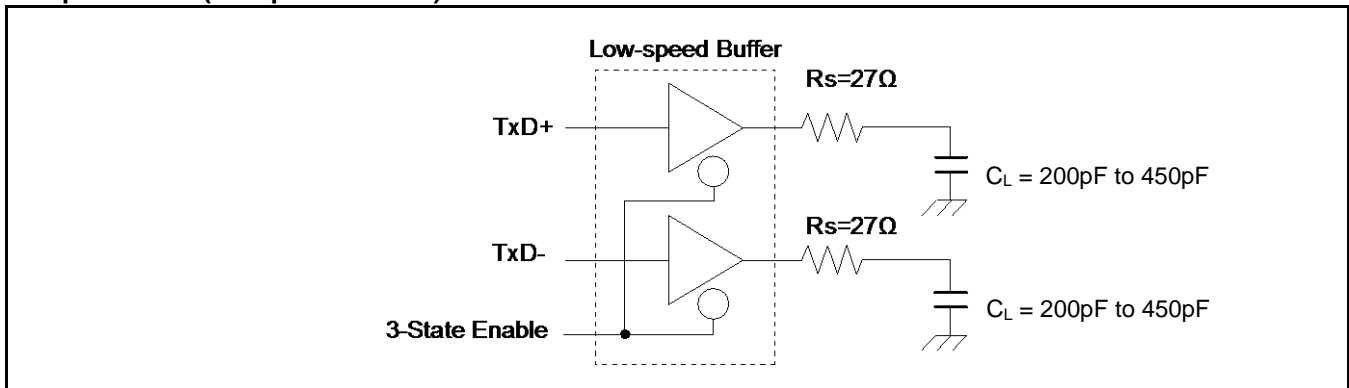 Low-speed Buffer
Rs=27Ω
TxD+
CL = 200pF to 450pF
Rs=27Ω
TxD-
CL = 200pF to 450pF
3-State Enable